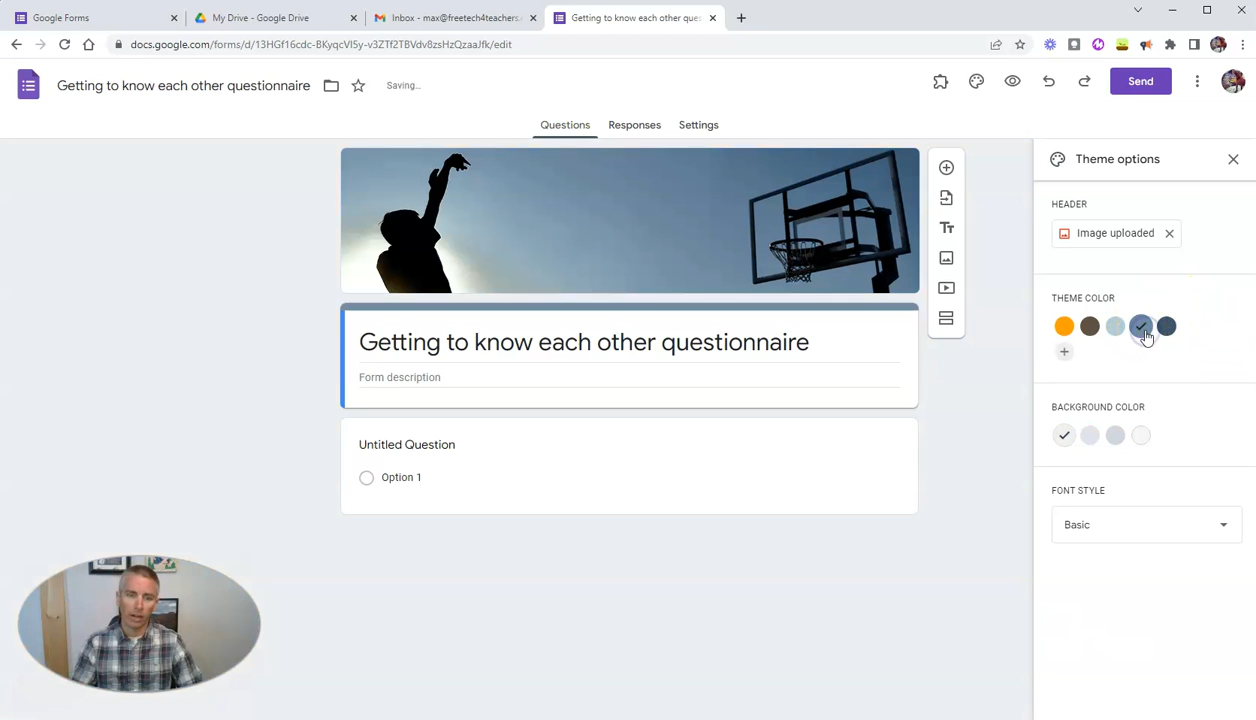 Google Forms
My Drive - Google Drive
Inbox - max@freetech4teachers.
Getting to know each other ques
docs.google.com/forms/d/13HGf16cdc-BKyqcVI5y-v3ZTf2TBVdv8zsHzQzaaJfk/edit
Getting to know each other questionnaire
Saving...
Send
Questions
Responses
Settings
Theme options
HEADER
Image uploaded
THEME COLOR
Getting to know each other questionnaire
Form description
BACKGROUND COLOR
Untitled Question
Option 1
FONT STYLE
Basic